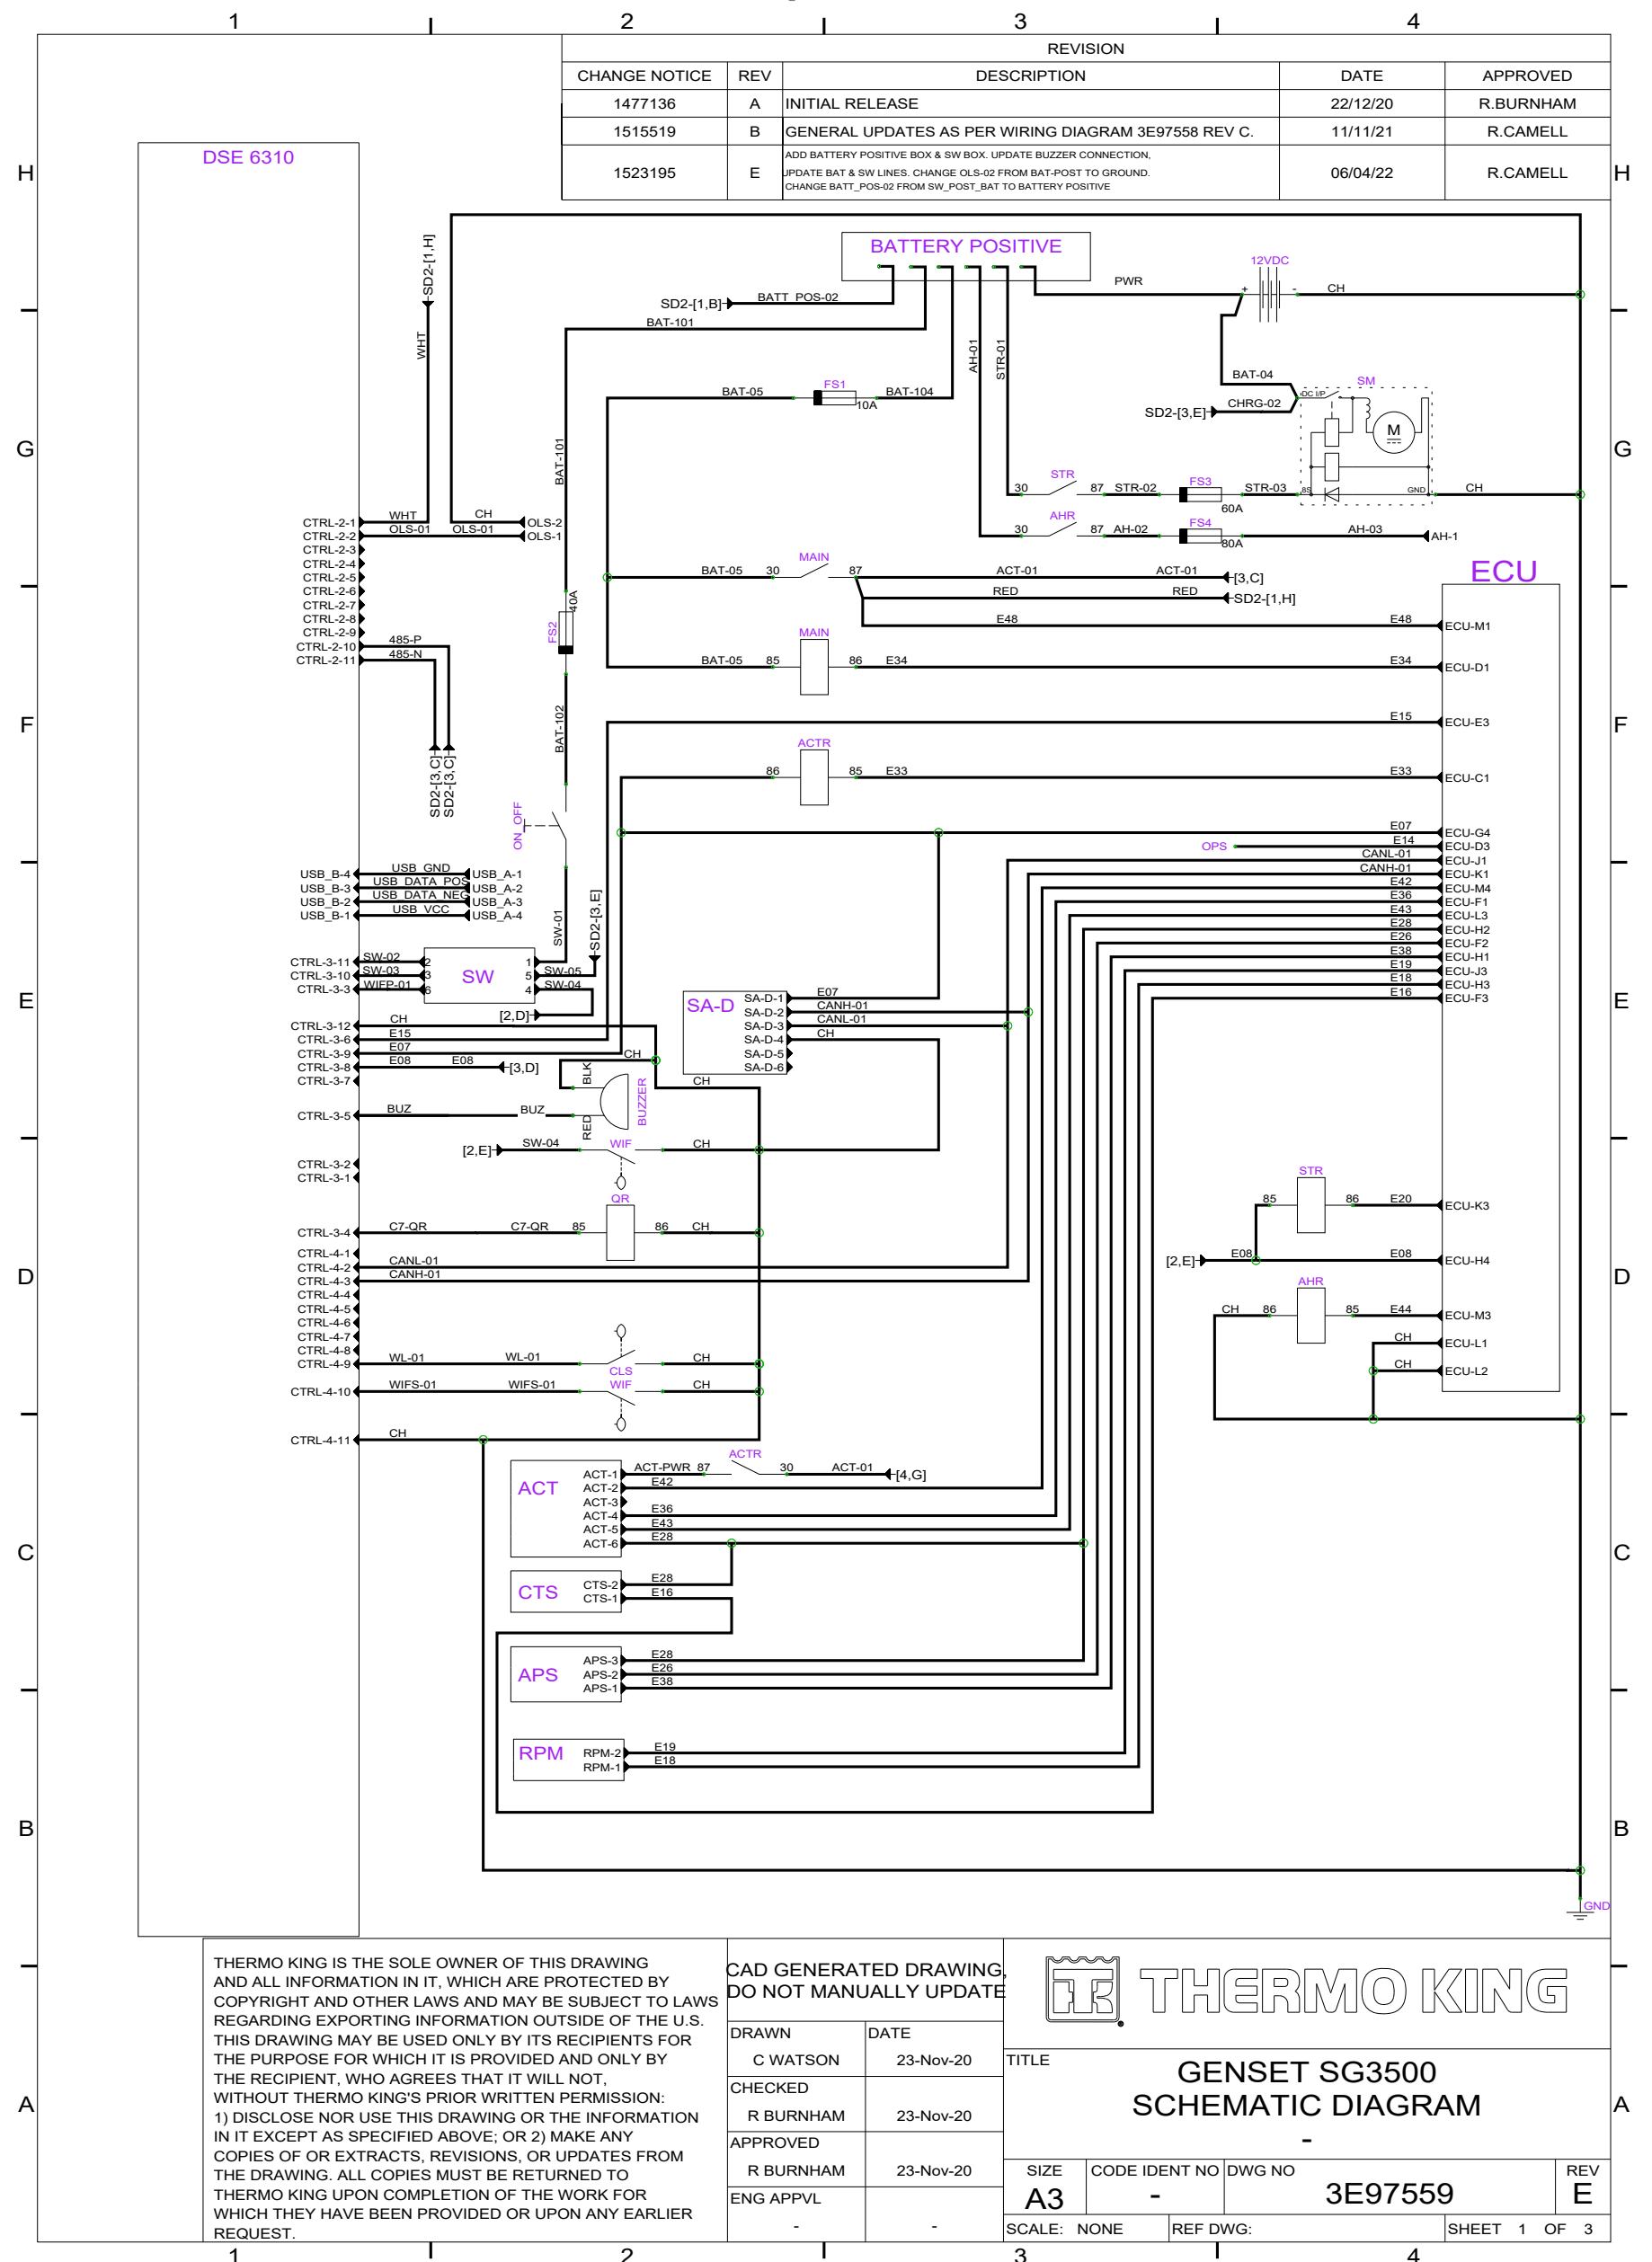 1 2 3 4
REVISION
CHANGE NOTICE REV DESCRIPTION DATE APPROVED
1477136 A INITIAL RELEASE 22/12/20 R.BURNHAM
1515519 B GENERAL UPDATES AS PER WIRING DIAGRAM 3E97558 REV C. 11/11/21 R.CAMELL
ADD BATTERY POSITIVE BOX & SW BOX. UPDATE BUZZER CONNECTION,
1523195 E UPDATE BAT & SW LINES. CHANGE OLS-02 FROM BAT-POST TO GROUND. 06/04/22 R.CAMELL
CHANGE BATT_POS-02 FROM SW_POST_BAT TO BATTERY POSITIVE
H H
DSE 6310
SD2-[1,H]
WHT
BATTERY POSITIVE
12VDC
PWR + - CH
SD2-[1,B] BATT_POS-02
BAT-101
AH-01
STR-01
BAT-04
SM
BAT-05 FS1 BAT-104
10A
SD2-[3,E] CHRG-02
DC I/P
M
G G
BAT-101
STR
30 87 STR-02 FS3 STR-03 8S GND CH
60A
AHR
30 87 AH-02 FS4 AH-03 AH-1
80A
CTRL-2-1 WHT CH OLS-2
CTRL-2-2 OLS-01 OLS-01 OLS-1
CTRL-2-3
CTRL-2-4
CTRL-2-5
CTRL-2-6
CTRL-2-7
CTRL-2-8
CTRL-2-9
CTRL-2-10 485-P
CTRL-2-11 485-N
SD2-[3,C]
SD2-[3,C]
MAIN
BAT-05 30 87 ACT-01 ACT-01 [3,C]
RED RED SD2-[1,H]
E48 E48 ECU-M1
ECU
FS2
40A
MAIN
BAT-05 85 86 E34 E34 ECU-D1
F F
BAT-102
E15 ECU-E3
ACTR
86 85 E33 E33 ECU-C1
ON_OFF
E07 ECU-G4
OPS E14 ECU-D3
CANL-01 ECU-J1
CANH-01 ECU-K1
E42 ECU-M4
E36 ECU-F1
E43 ECU-L3
E28 ECU-H2
E26 ECU-F2
E38 ECU-H1
E19 ECU-J3
E18 ECU-H3
E16 ECU-F3
USB_B-4 USB_GND USB_A-1
USB_B-3 USB_DATA_POS USB_A-2
USB_B-2 USB_DATA_NEG USB_A-3
USB_B-1 USB_VCC USB_A-4
SW-01
SD2-[3,E]
CTRL-3-11 SW-02 2 SW 1
CTRL-3-10 SW-03 3 5 SW-05
CTRL-3-3 WIFP-01 6 4 SW-04
[2,D]
E E
SA-D
SA-D-1 E07
SA-D-2 CANH-01
SA-D-3 CANL-01
SA-D-4 CH
SA-D-5
SA-D-6
CTRL-3-12 CH
CTRL-3-6 E15
CTRL-3-9 E07
CTRL-3-8 E08 E08 [3,D]
CTRL-3-7
CH
BLK
CH
BUZZER
CTRL-3-5 BUZ BUZ
RED
[2,E] SW-04 WIF CH
CTRL-3-2
CTRL-3-1
QR
CTRL-3-4 C7-QR C7-QR 85 86 CH
CTRL-4-1
CTRL-4-2 CANL-01
CTRL-4-3 CANH-01
CTRL-4-4
CTRL-4-5
CTRL-4-6
CTRL-4-7
CTRL-4-8
CTRL-4-9 WL-01 WL-01 CH
CLS
WIF
CTRL-4-10 WIFS-01 WIFS-01 CH
CTRL-4-11 CH
STR
85 86 E20 ECU-K3
[2,E] E08 E08 ECU-H4
D D
AHR
CH 86 85 E44 ECU-M3
CH ECU-L1
CH ECU-L2
ACT
ACT-1 ACT-PWR 87 ACTR 30 ACT-01 [4,G]
ACT-2 E42
ACT-3
ACT-4 E36
ACT-5 E43
ACT-6 E28
C C
CTS
CTS-2 E28
CTS-1 E16
APS
APS-3 E28
APS-2 E26
APS-1 E38
RPM
RPM-2 E19
RPM-1 E18
B B
GND
THERMO KING IS THE SOLE OWNER OF THIS DRAWING
AND ALL INFORMATION IN IT, WHICH ARE PROTECTED BY
COPYRIGHT AND OTHER LAWS AND MAY BE SUBJECT TO LAWS
REGARDING EXPORTING INFORMATION OUTSIDE OF THE U.S.
THIS DRAWING MAY BE USED ONLY BY ITS RECIPIENTS FOR
THE PURPOSE FOR WHICH IT IS PROVIDED AND ONLY BY
THE RECIPIENT, WHO AGREES THAT IT WILL NOT,
WITHOUT THERMO KING'S PRIOR WRITTEN PERMISSION:
1) DISCLOSE NOR USE THIS DRAWING OR THE INFORMATION
IN IT EXCEPT AS SPECIFIED ABOVE; OR 2) MAKE ANY
COPIES OF OR EXTRACTS, REVISIONS, OR UPDATES FROM
THE DRAWING. ALL COPIES MUST BE RETURNED TO
THERMO KING UPON COMPLETION OF THE WORK FOR
WHICH THEY HAVE BEEN PROVIDED OR UPON ANY EARLIER
REQUEST.
CAD GENERATED DRAWING,
DO NOT MANUALLY UPDATE
DRAWN DATE
C WATSON 23-Nov-20
CHECKED
R BURNHAM 23-Nov-20
APPROVED
R BURNHAM 23-Nov-20
ENG APPVL
- -
THERMO KING
TITLE
GENSET SG3500
SCHEMATIC DIAGRAM
-
A A
SIZE CODE IDENT NO DWG NO REV
A3 - 3E97559 E
SCALE: NONE REF DWG: SHEET 1 OF 3
1 2 3 4